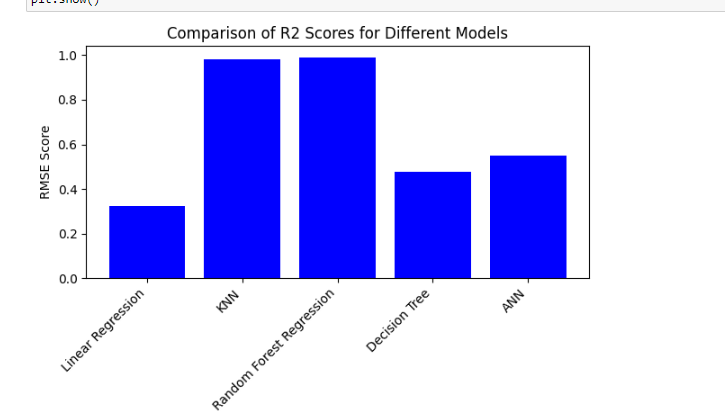 plt.show()
Comparison of R2 Scores for Different Models
RMSE Score
1.0
0.8
0.6
0.4
0.2
0.0
Linear Regression
KNN
Random Forest Regression
Decision Tree
ANN